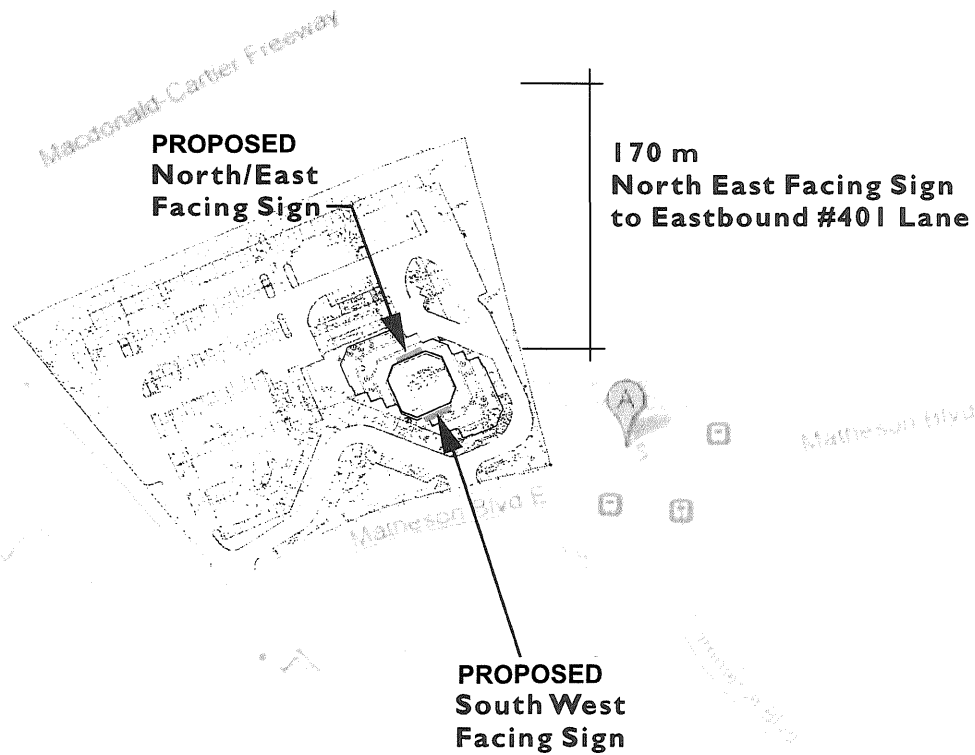 Macdonald-Cartier Freeway
PROPOSED
North/East
Facing Sign
170 m
North East Facing Sign
to Eastbound #401 Lane
A
Matheson Blvd
Matheson Blvd E
PROPOSED
South West
Facing Sign